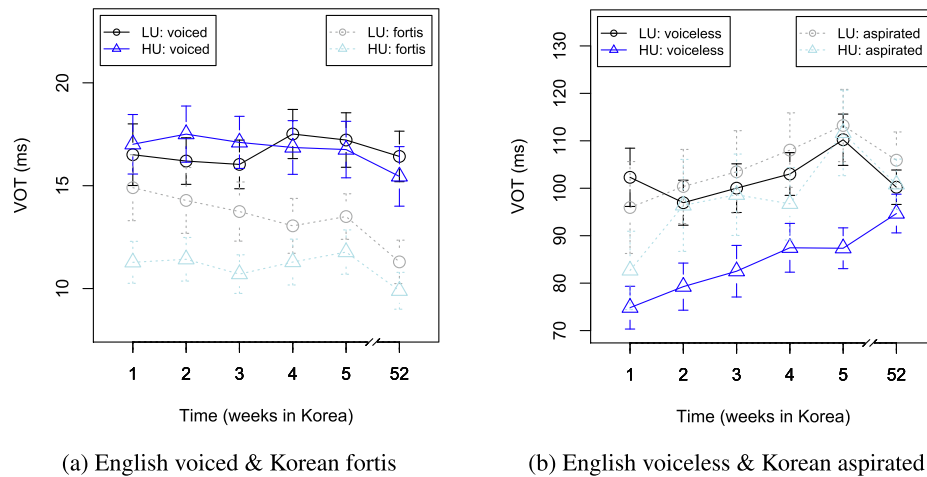 LU: voiced
HU: voiced
LU: fortis
HU: fortis
VOT (ms)
20
15
10
1 2 3 4 5 52
Time (weeks in Korea)
(a) English voiced & Korean fortis
LU: voiceless
HU: voiceless
LU: aspirated
HU: aspirated
VOT (ms)
130
120
110
100
90
80
70
1 2 3 4 5 52
Time (weeks in Korea)
(b) English voiceless & Korean aspirated